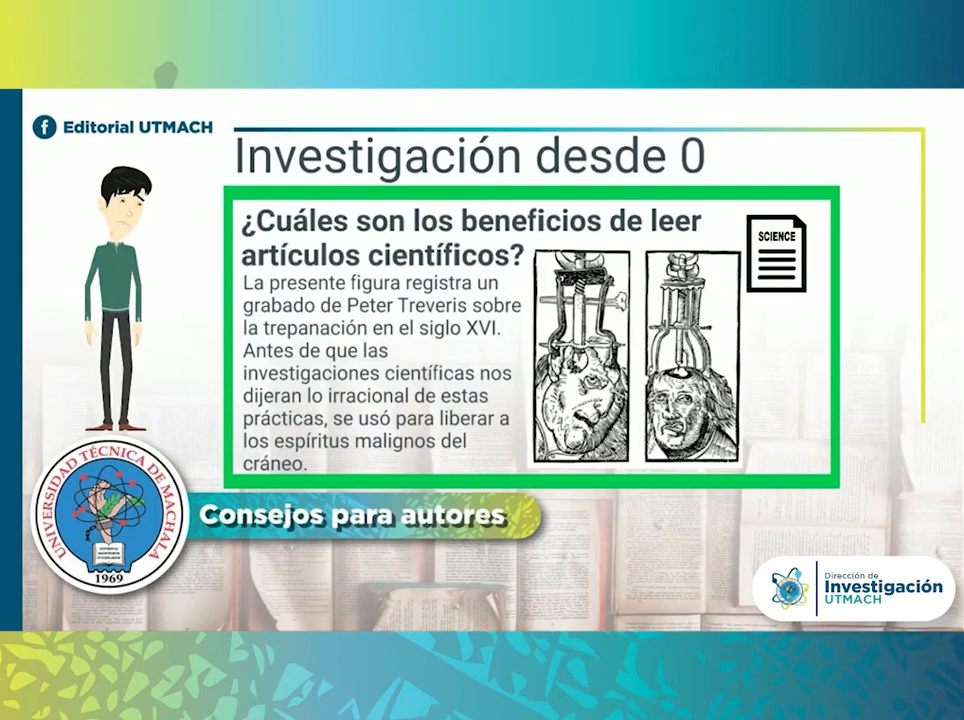 Editorial UTMACH
Investigación desde 0
¿Cuáles son los beneficios de leer
artículos científicos?
SCIENCE
La presente figura registra un
grabado de Peter Treveris sobre
la trepanación en el siglo XVI.
Antes de que las
investigaciones científicas nos
dijeran lo irracional de estas
prácticas, se usó para liberar a
los espíritus malignos del
cráneo.
UNIVERSIDAD TÉCNICA DE MACHALA
1969
Consejos para autores
Dirección de
Investigación
UTMACH